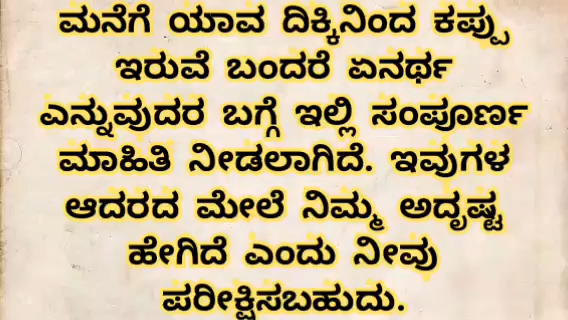 ಮನೆಗೆ ಯಾವ ದಿಕ್ಕಿನಿಂದ ಕಪ್ಪು
ಇರುವೆ ಬಂದರೆ ಏನರ್ಥ
ಎನ್ನುವುದರ ಬಗ್ಗೆ ಇಲ್ಲಿ ಸಂಪೂರ್ಣ
ಮಾಹಿತಿ ನೀಡಲಾಗಿದೆ. ಇವುಗಳ
ಆದರದ ಮೇಲೆ ನಿಮ್ಮ ಅದೃಷ್ಟ
ಹೇಗಿದೆ ಎಂದು ನೀವು
ಪರೀಕ್ಷಿಸಬಹುದು.